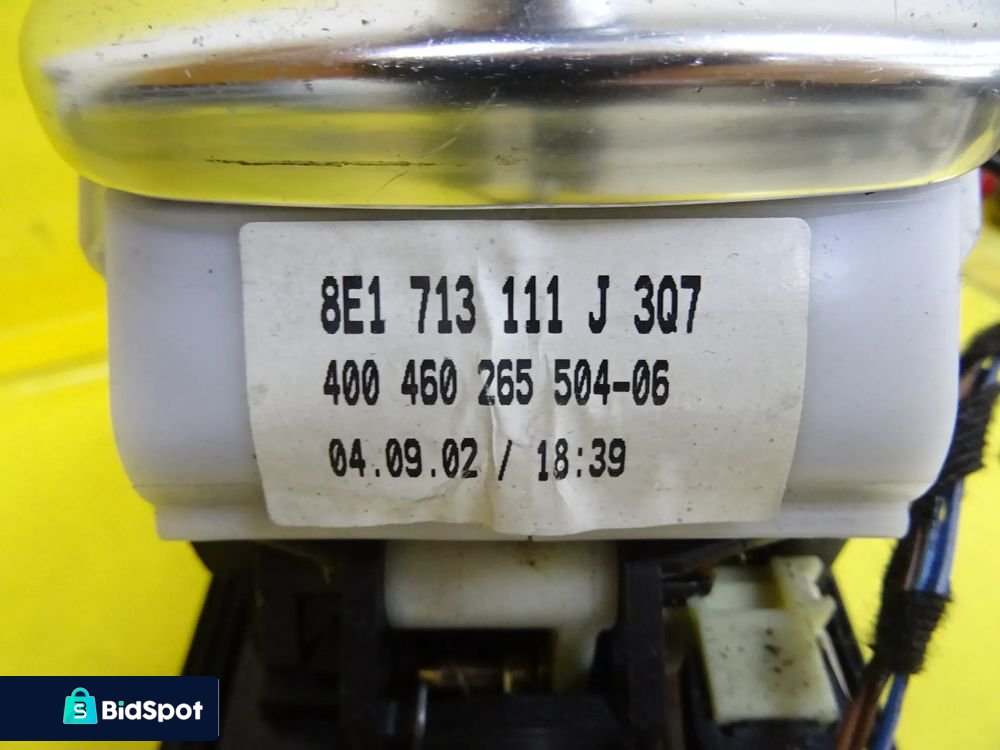 8E1 713 111 J 3Q7
400 460 265 504-06
04.09.02 / 18:39
BidSpot